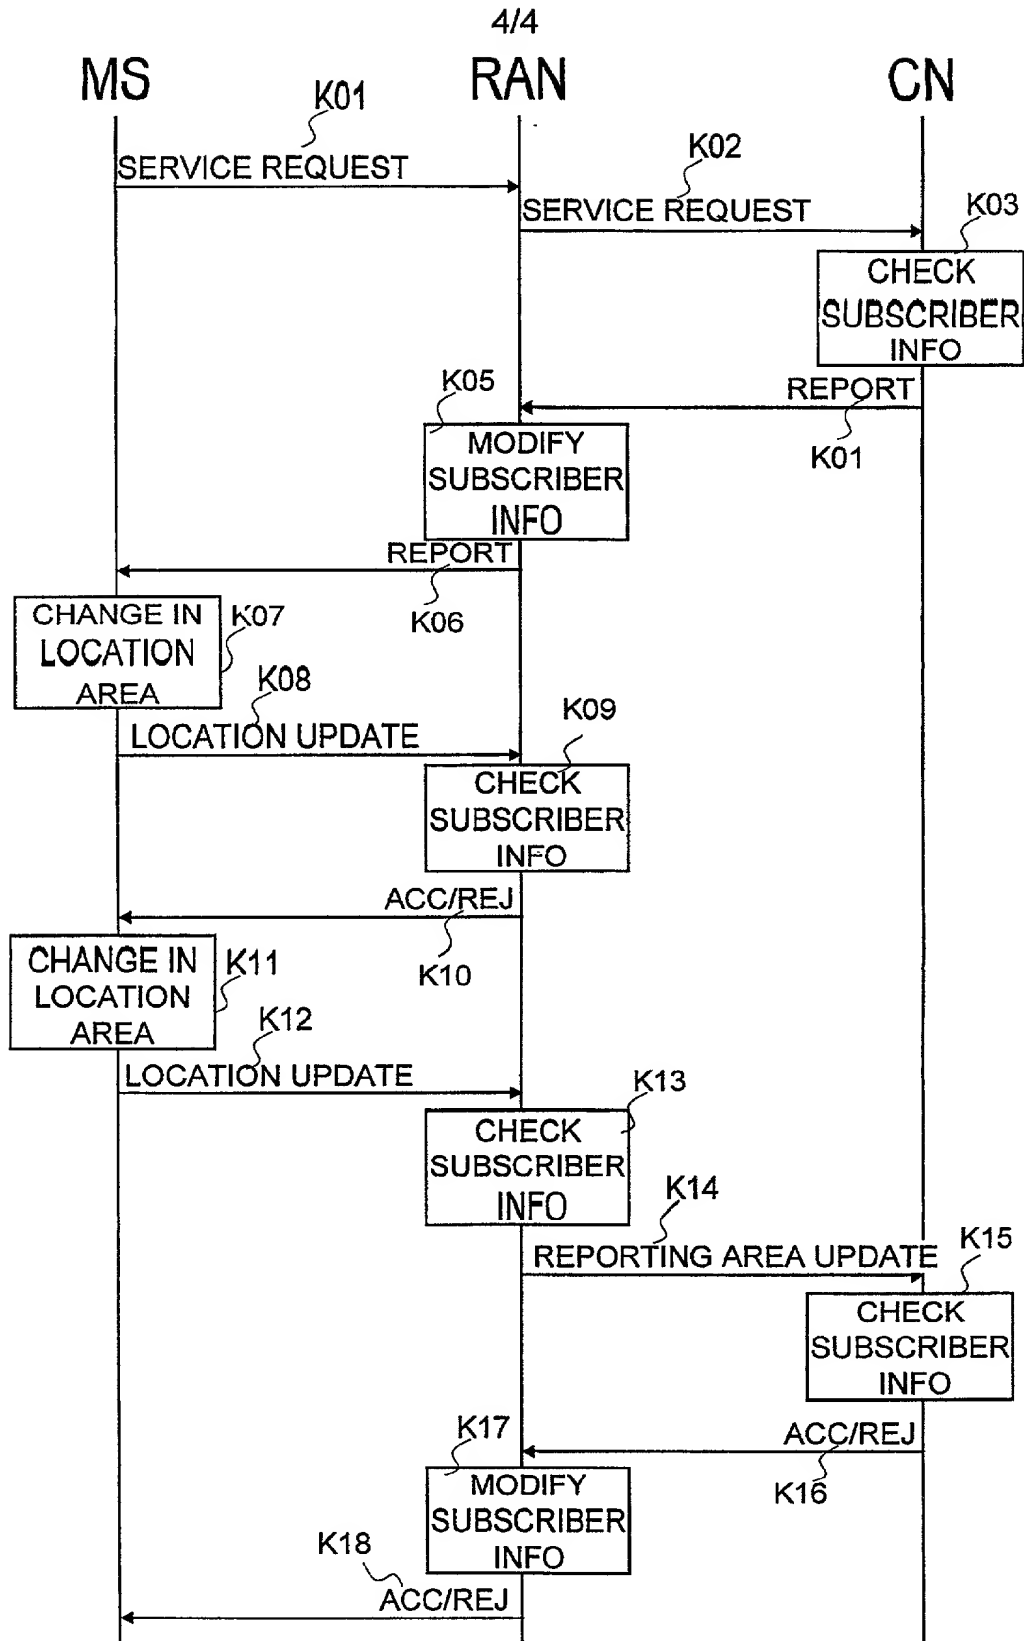 4/4
MS RAN CN
K01
SERVICE REQUEST
K02
SERVICE REQUEST
K03
CHECK
SUBSCRIBER
INFO
REPORT
K01
K05
MODIFY
SUBSCRIBER
INFO
REPORT
K06
CHANGE IN
LOCATION
AREA
K07
K08
LOCATION UPDATE
K09
CHECK
SUBSCRIBER
INFO
ACC/REJ
K10
CHANGE IN
LOCATION
AREA
K11
K12
LOCATION UPDATE
K13
CHECK
SUBSCRIBER
INFO
K14
REPORTING AREA UPDATE
K15
CHECK
SUBSCRIBER
INFO
ACC/REJ
K16
K17
MODIFY
SUBSCRIBER
INFO
K18
ACC/REJ